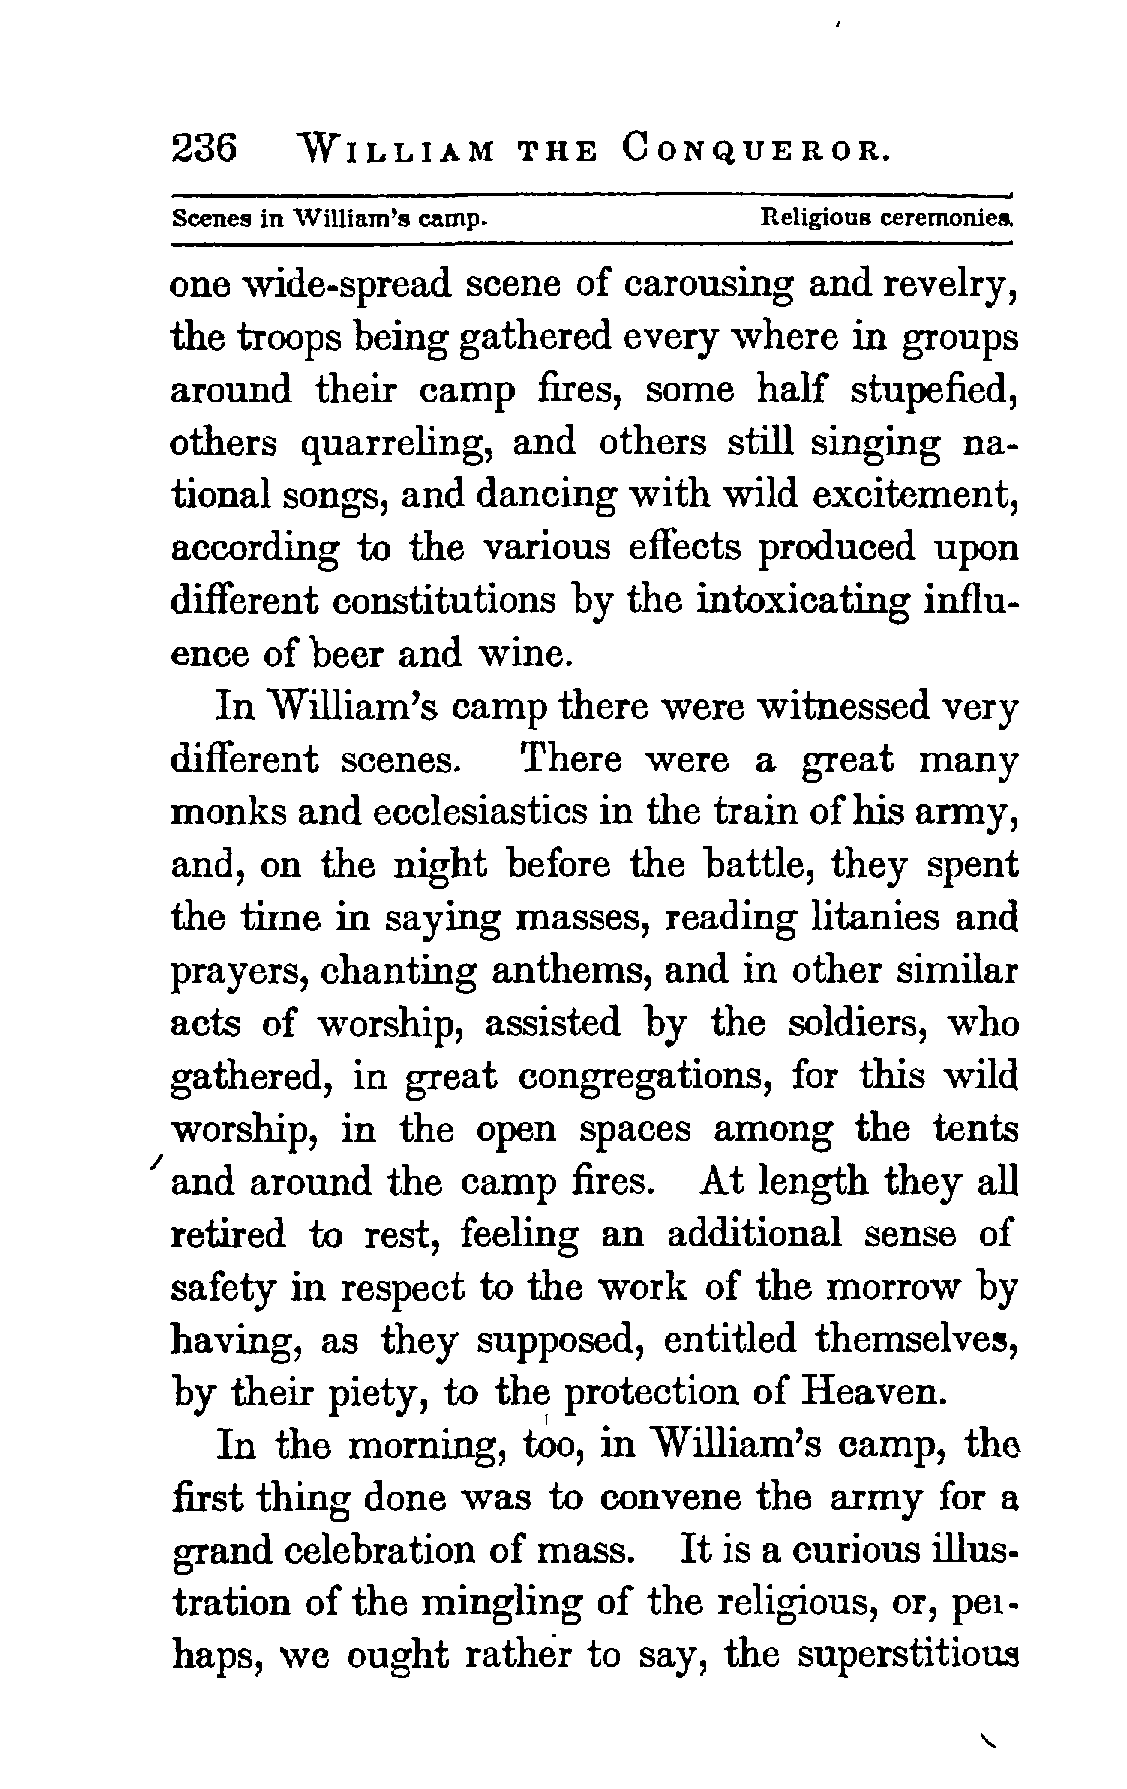 236 WILLIAM THE CONQUEROR.
Scenes in William's camp. Religious ceremonies.
one wide-spread scene of carousing and revelry,
the troops being gathered every where in groups
around their camp fires, some half stupefied,
others quarreling, and others still singing na-
tional songs, and dancing with wild excitement,
according to the various effects produced upon
different constitutions by the intoxicating influ-
ence of beer and wine.
In William's camp there were witnessed very
different scenes. There were a great many
monks and ecclesiastics in the train of his army,
and, on the night before the battle, they spent
the time in saying masses, reading litanies and
prayers, chanting anthems, and in other similar
acts of worship, assisted by the soldiers, who
gathered, in great congregations, for this wild
worship, in the open spaces among the tents
and around the camp fires. At length they all
retired to rest, feeling an additional sense of
safety in respect to the work of the morrow by
having, as they supposed, entitled themselves,
by their piety, to the protection of Heaven.
In the morning, too, in William's camp, the
first thing done was to convene the army for a
grand celebration of mass. It is a curious illus-
tration of the mingling of the religious, or, per-
haps, we ought rather to say, the superstitious